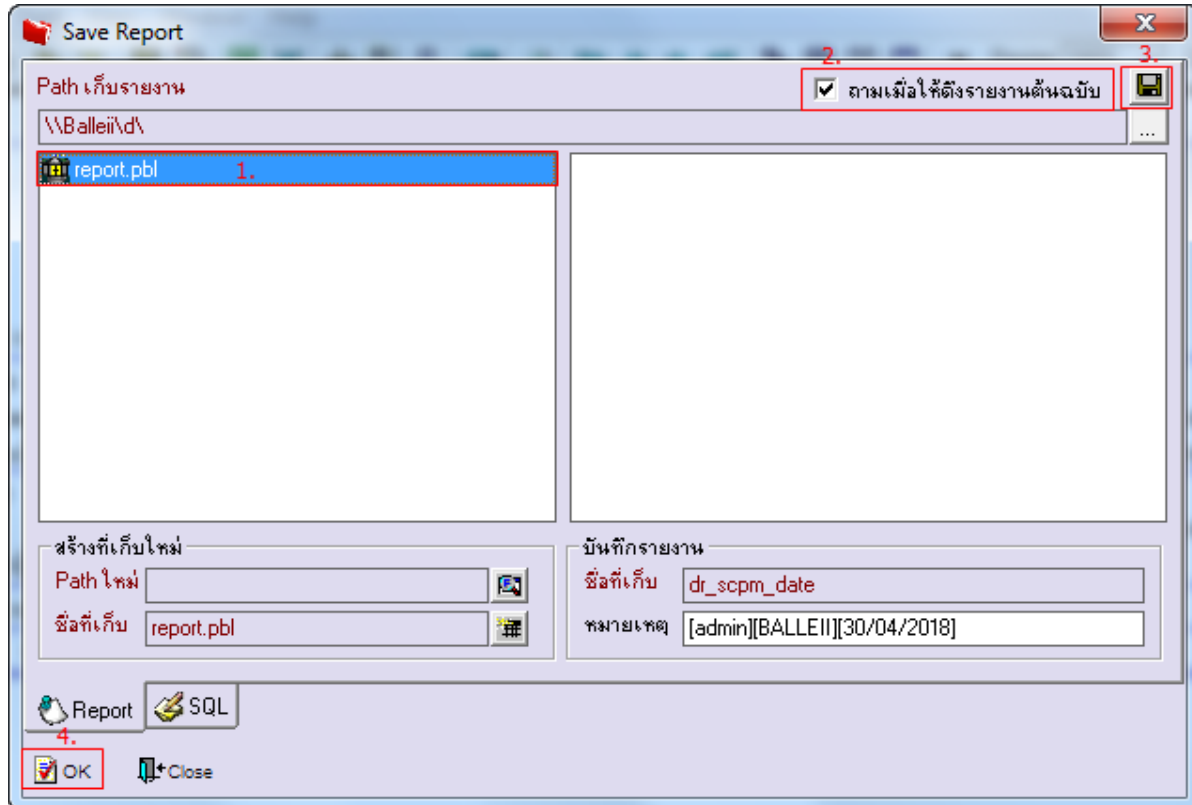 Save Report
2.
3.
Path เก็บรายงาน
ถามเมื่อให้ดึงรายงานต้นฉบับ
\\Balleii\d\
...
report.pbl
1.
สร้างที่เก็บใหม่
Path ใหม่
ชื่อที่เก็บ
report.pbl
บันทึกรายงาน
ชื่อที่เก็บ
dr_scpm_date
หมายเหตุ
[admin][BALLEII][30/04/2018]
Report
SQL
4.
OK
Close